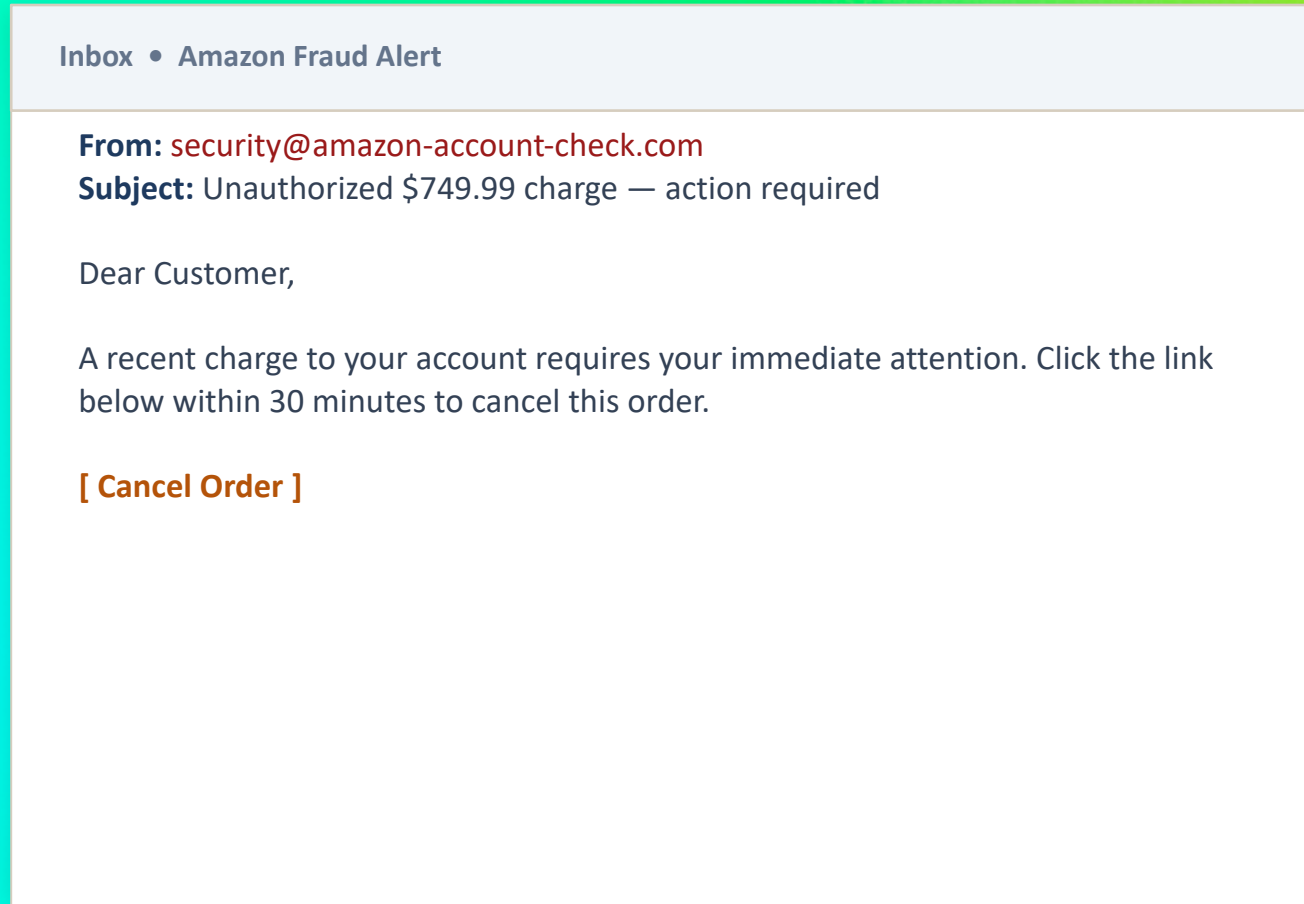 Inbox • Amazon Fraud Alert
From: security@amazon-account-check.com
Subject: Unauthorized $749.99 charge — action required
Dear Customer,
A recent charge to your account requires your immediate attention. Click the link
below within 30 minutes to cancel this order.
[ Cancel Order ]